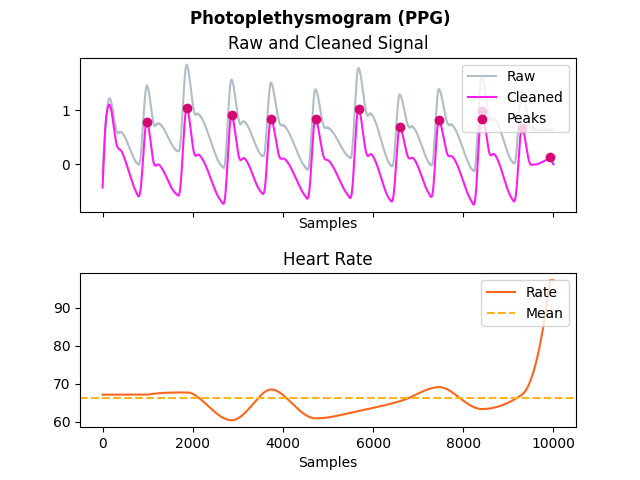 Photoplethysmogram (PPG)
Raw and Cleaned Signal
Raw
Cleaned
Peaks
1
0
Samples
Heart Rate
Rate
Mean
90
80
70
60
0 2000 4000 6000 8000 10000
Samples